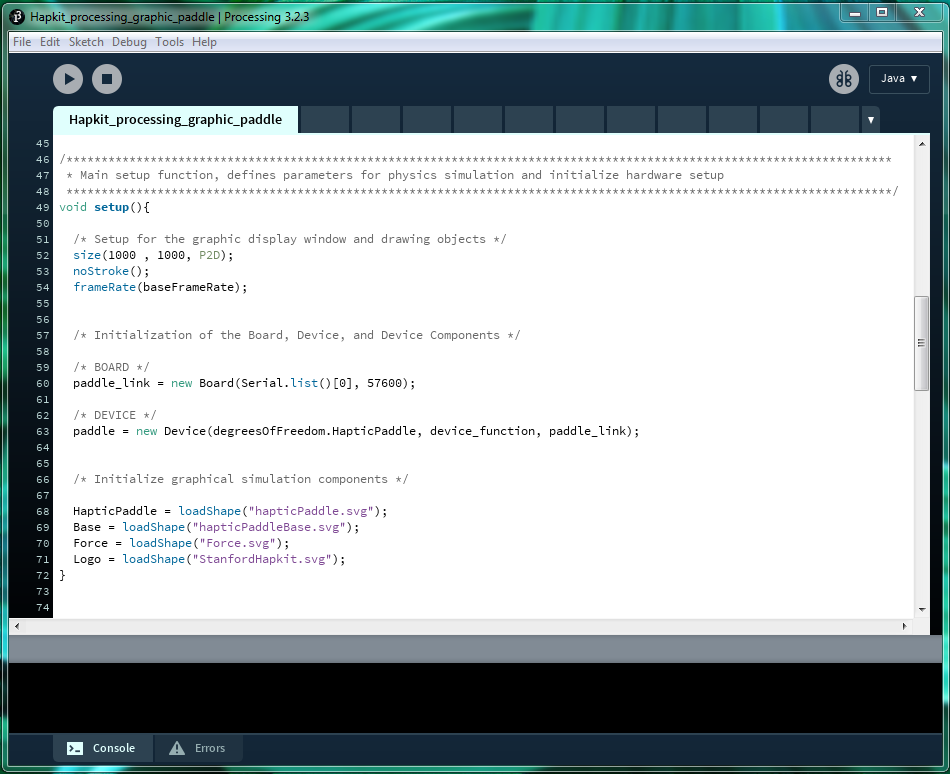 Hapkit_processing_graphic_paddle | Processing 3.2.3
File Edit Sketch Debug Tools Help
Java ▼
Hapkit_processing_graphic_paddle
45
46 /**********************************************************************************************************************
47 * Main setup function, defines parameters for physics simulation and initialize hardware setup
48 **********************************************************************************************************************/
49 void setup(){
50
51 /* Setup for the graphic display window and drawing objects */
52 size(1000 , 1000, P2D);
53 noStroke();
54 frameRate(baseFrameRate);
55
56
57 /* Initialization of the Board, Device, and Device Components */
58
59 /* BOARD */
60 paddle_link = new Board(Serial.list()[0], 57600);
61
62 /* DEVICE */
63 paddle = new Device(degreesOfFreedom.HapticPaddle, device_function, paddle_link);
64
65
66 /* Initialize graphical simulation components */
67
68 HapticPaddle = loadShape("hapticPaddle.svg");
69 Base = loadShape("hapticPaddleBase.svg");
70 Force = loadShape("Force.svg");
71 Logo = loadShape("StanfordHapkit.svg");
72 }
73
74
Console Errors